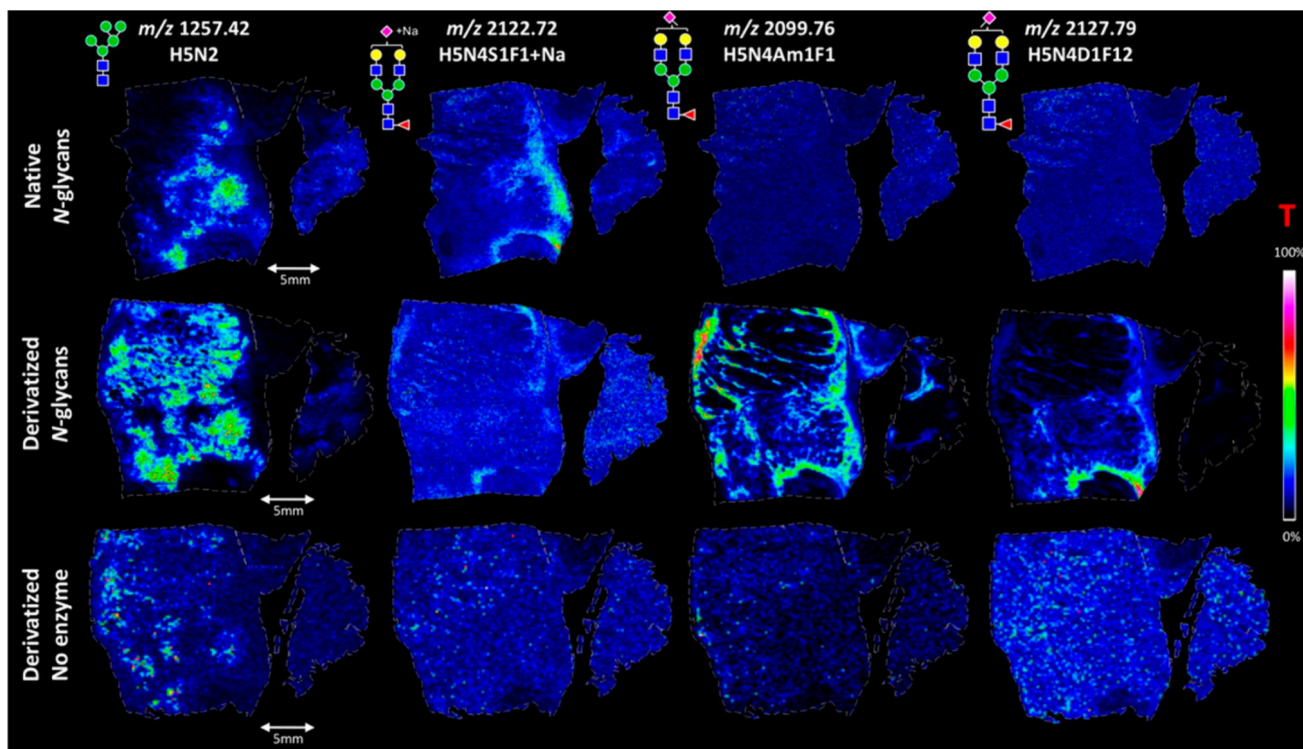 m/z 1257.42
H5N2
+Na
m/z 2122.72
H5N4S1F1+Na
m/z 2099.76
H5N4Am1F1
m/z 2127.79
H5N4D1F12
Native
N-glycans
5mm
T
100%
0%
Derivatized
N-glycans
5mm
Derivatized
No enzyme
5mm